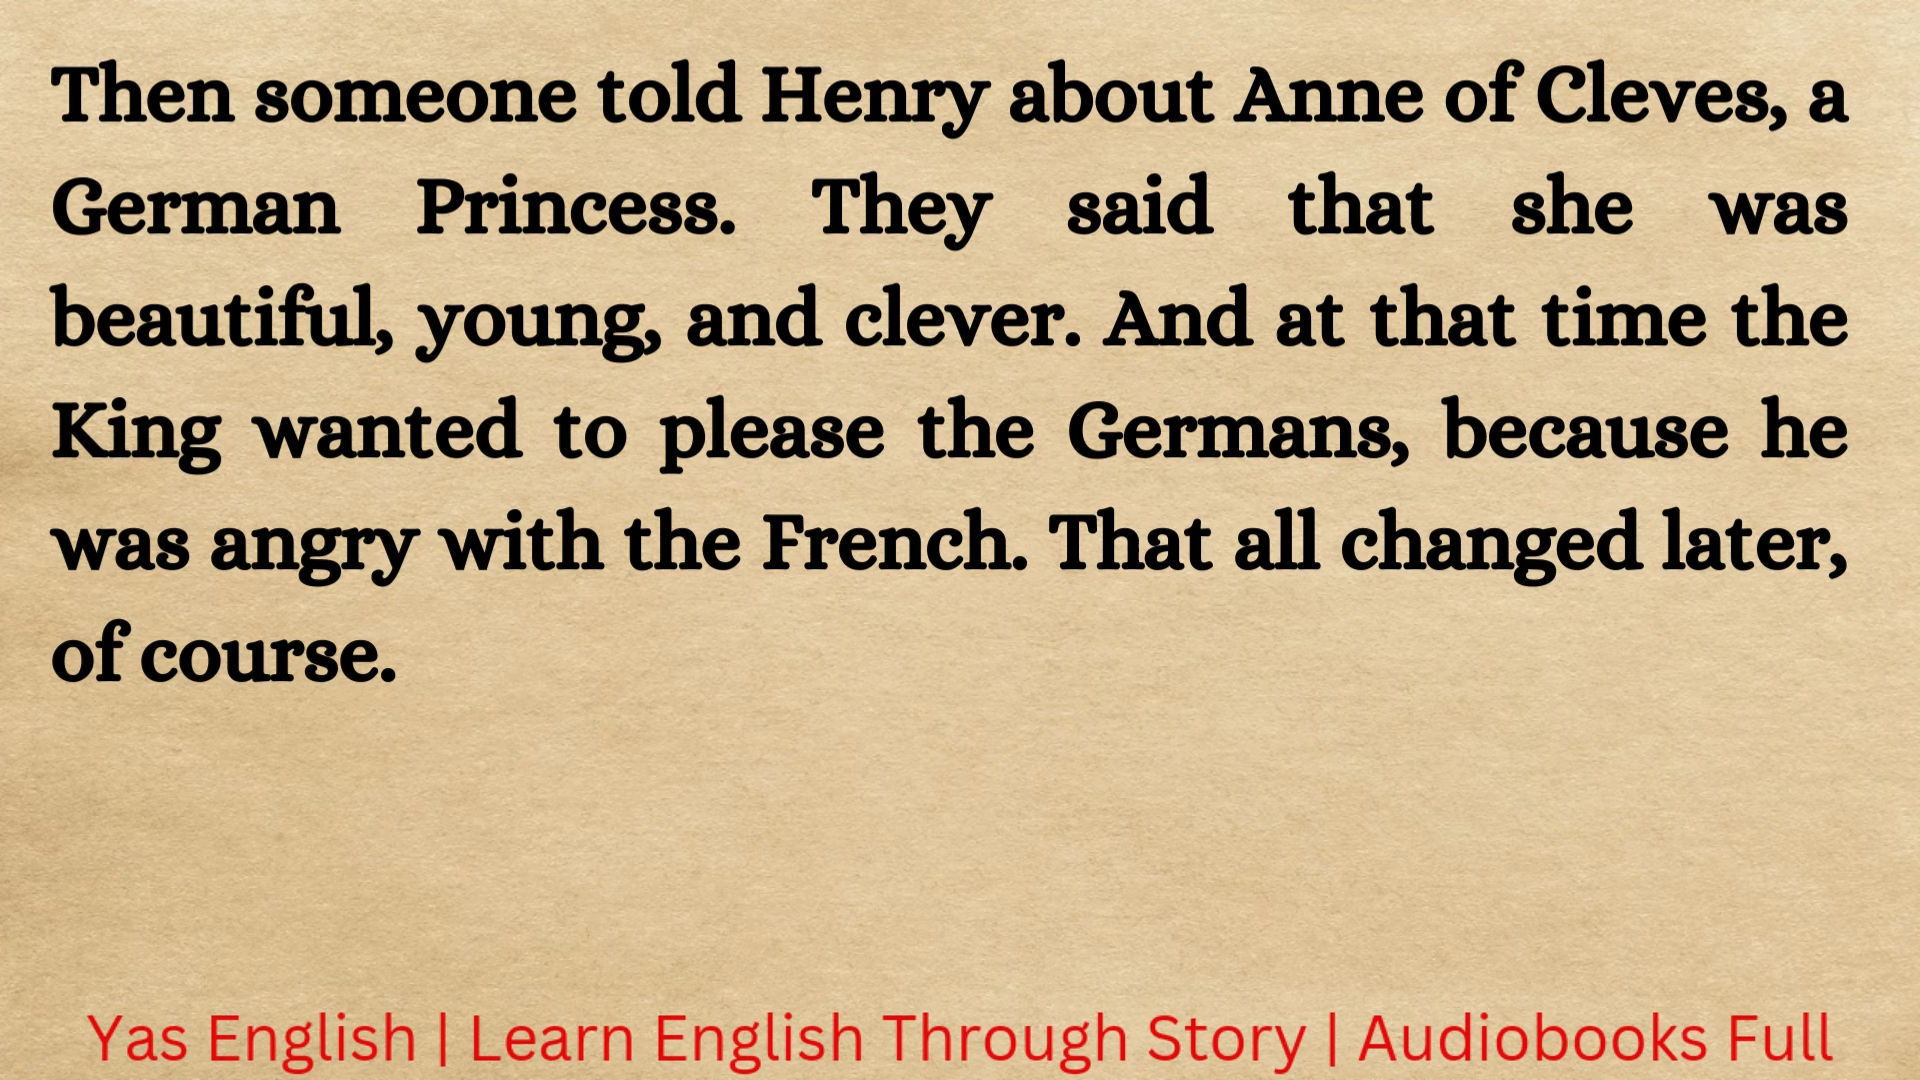 Then someone told Henry about Anne of Cleves, a
German Princess. They said that she was
beautiful, young, and clever. And at that time the
King wanted to please the Germans, because he
was angry with the French. That all changed later,
of course.
Yas English | Learn English Through Story | Audiobooks Full